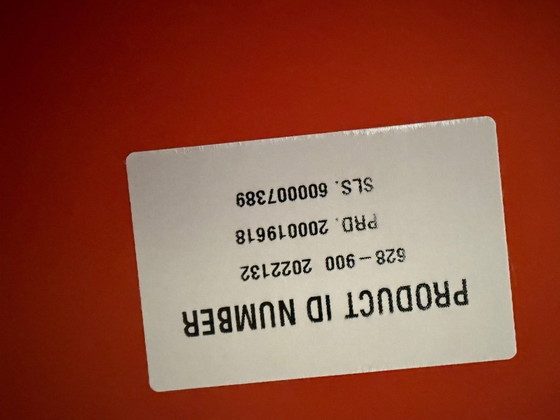 PRODUCT ID NUMBER
628-900 2022132
PRD. 200019618
SLS. 600007389